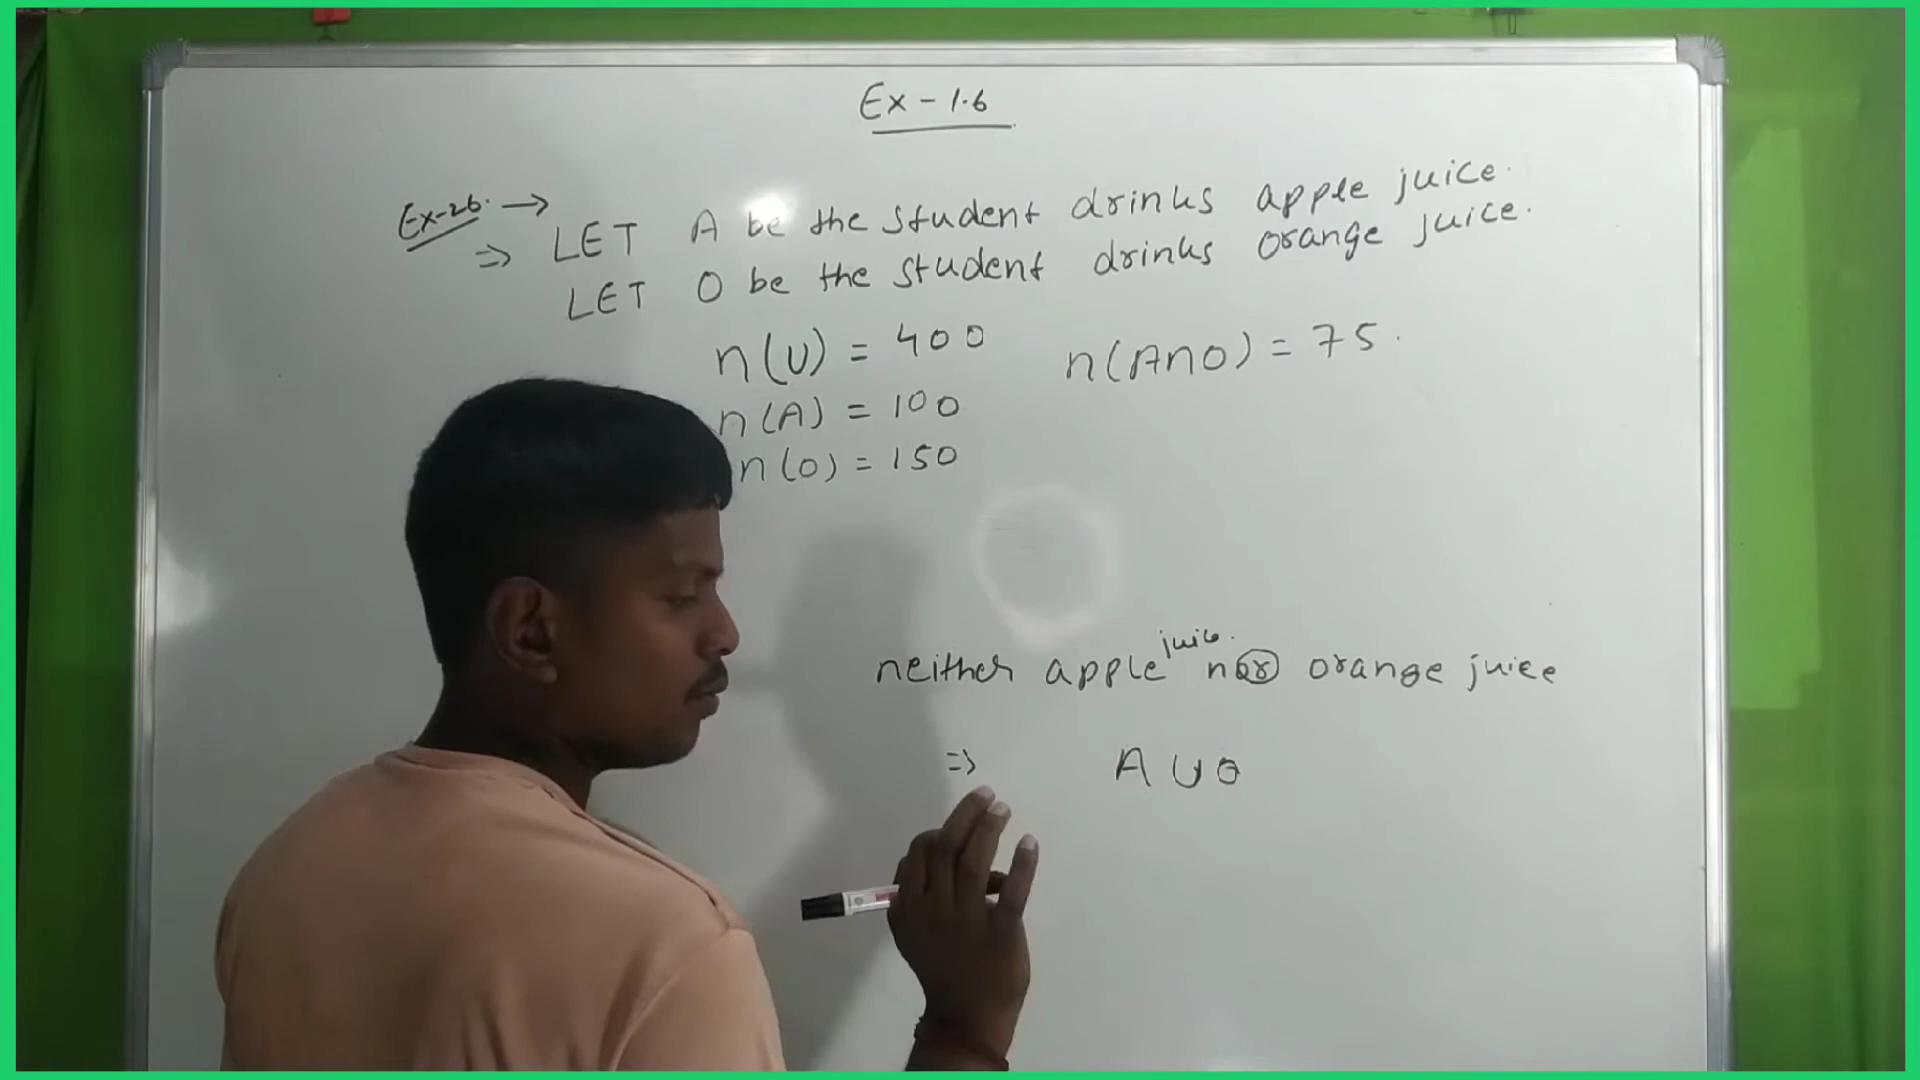 Ex - 1.6
Ex-26. →
⇒ LET A be the student drinks apple juice.
LET O be the student drinks orange juice.
n(U) = 400 n(A∩O) = 75.
n(A) = 100
n(O) = 150
neither apple juice. nor orange juice
⇒ A ∪ O